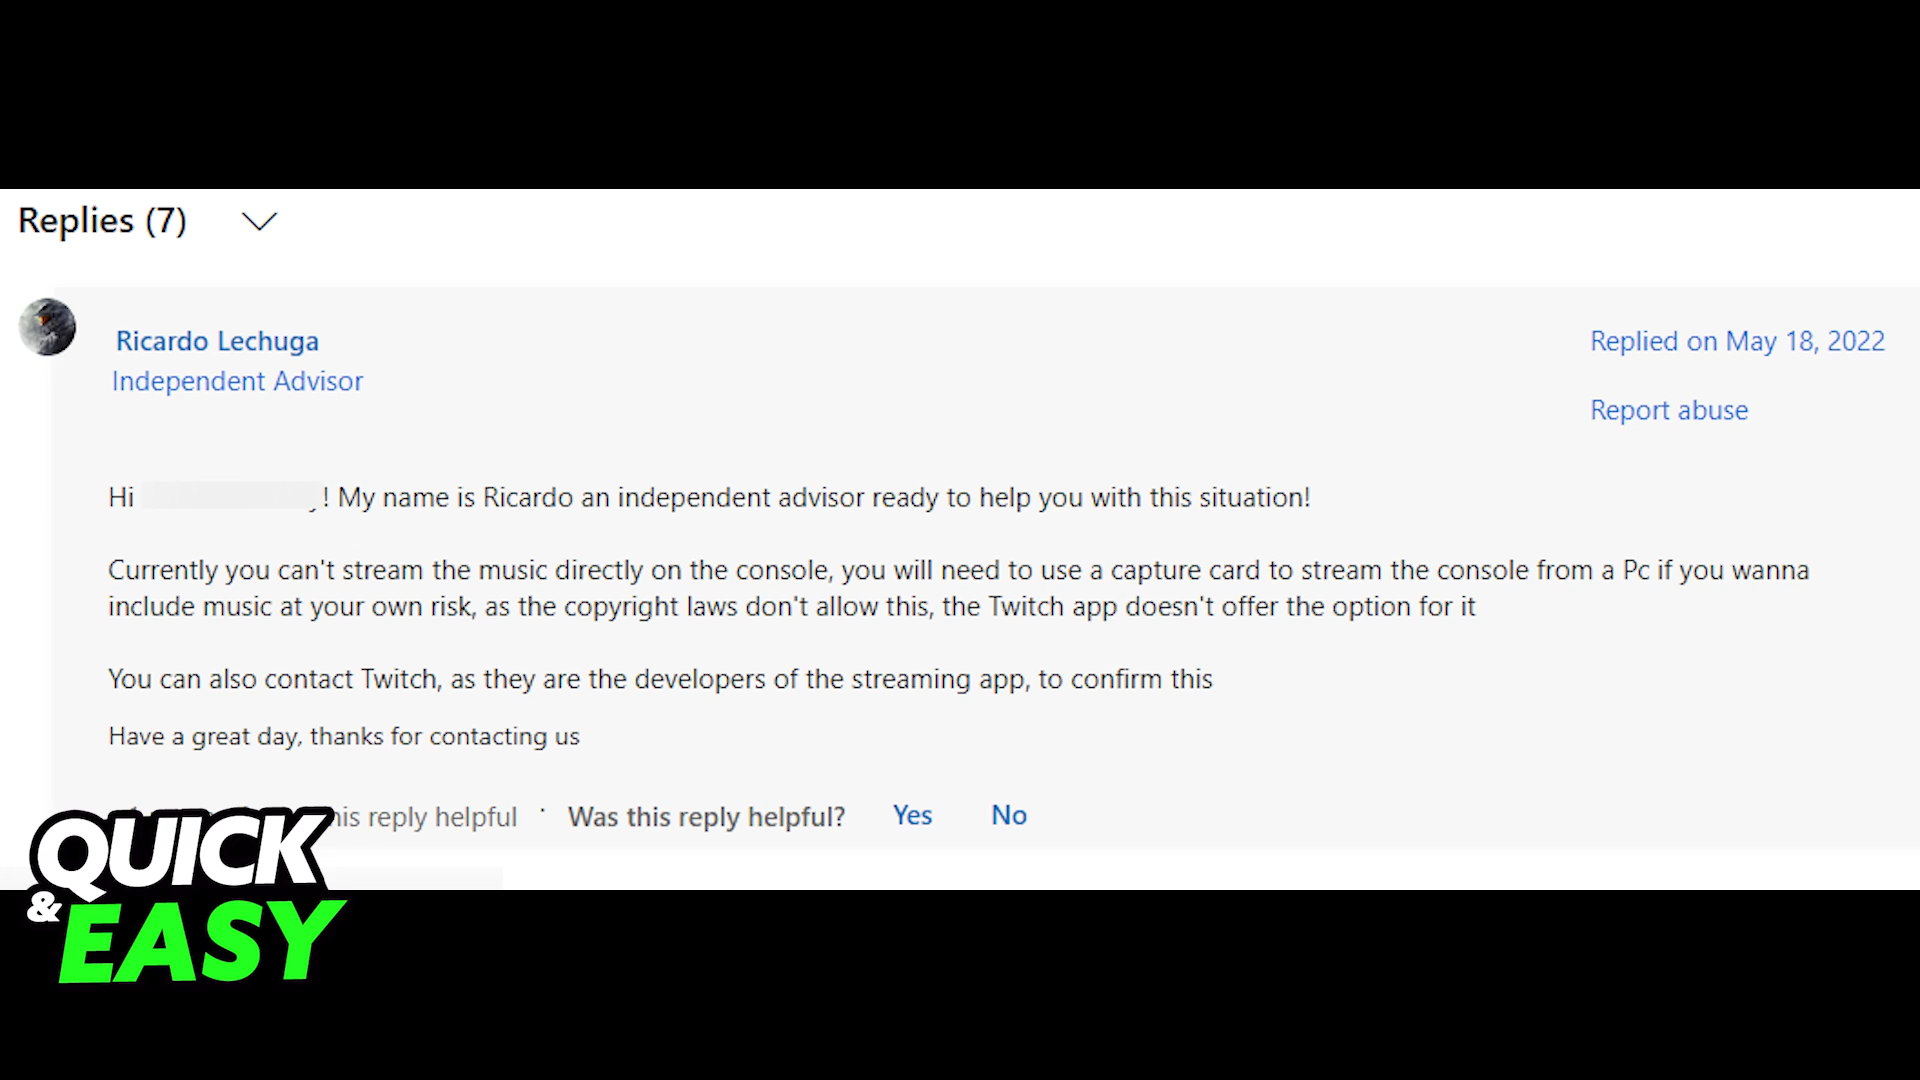 Replies (7)
Ricardo Lechuga
Replied on May 18, 2022
Independent Advisor
Report abuse
Hi ! My name is Ricardo an independent advisor ready to help you with this situation!
Currently you can't stream the music directly on the console, you will need to use a capture card to stream the console from a Pc if you wanna
include music at your own risk, as the copyright laws don't allow this, the Twitch app doesn't offer the option for it
You can also contact Twitch, as they are the developers of the streaming app, to confirm this
Have a great day, thanks for contacting us
reply helpful · Was this reply helpful? Yes No
QUICK
& EASY